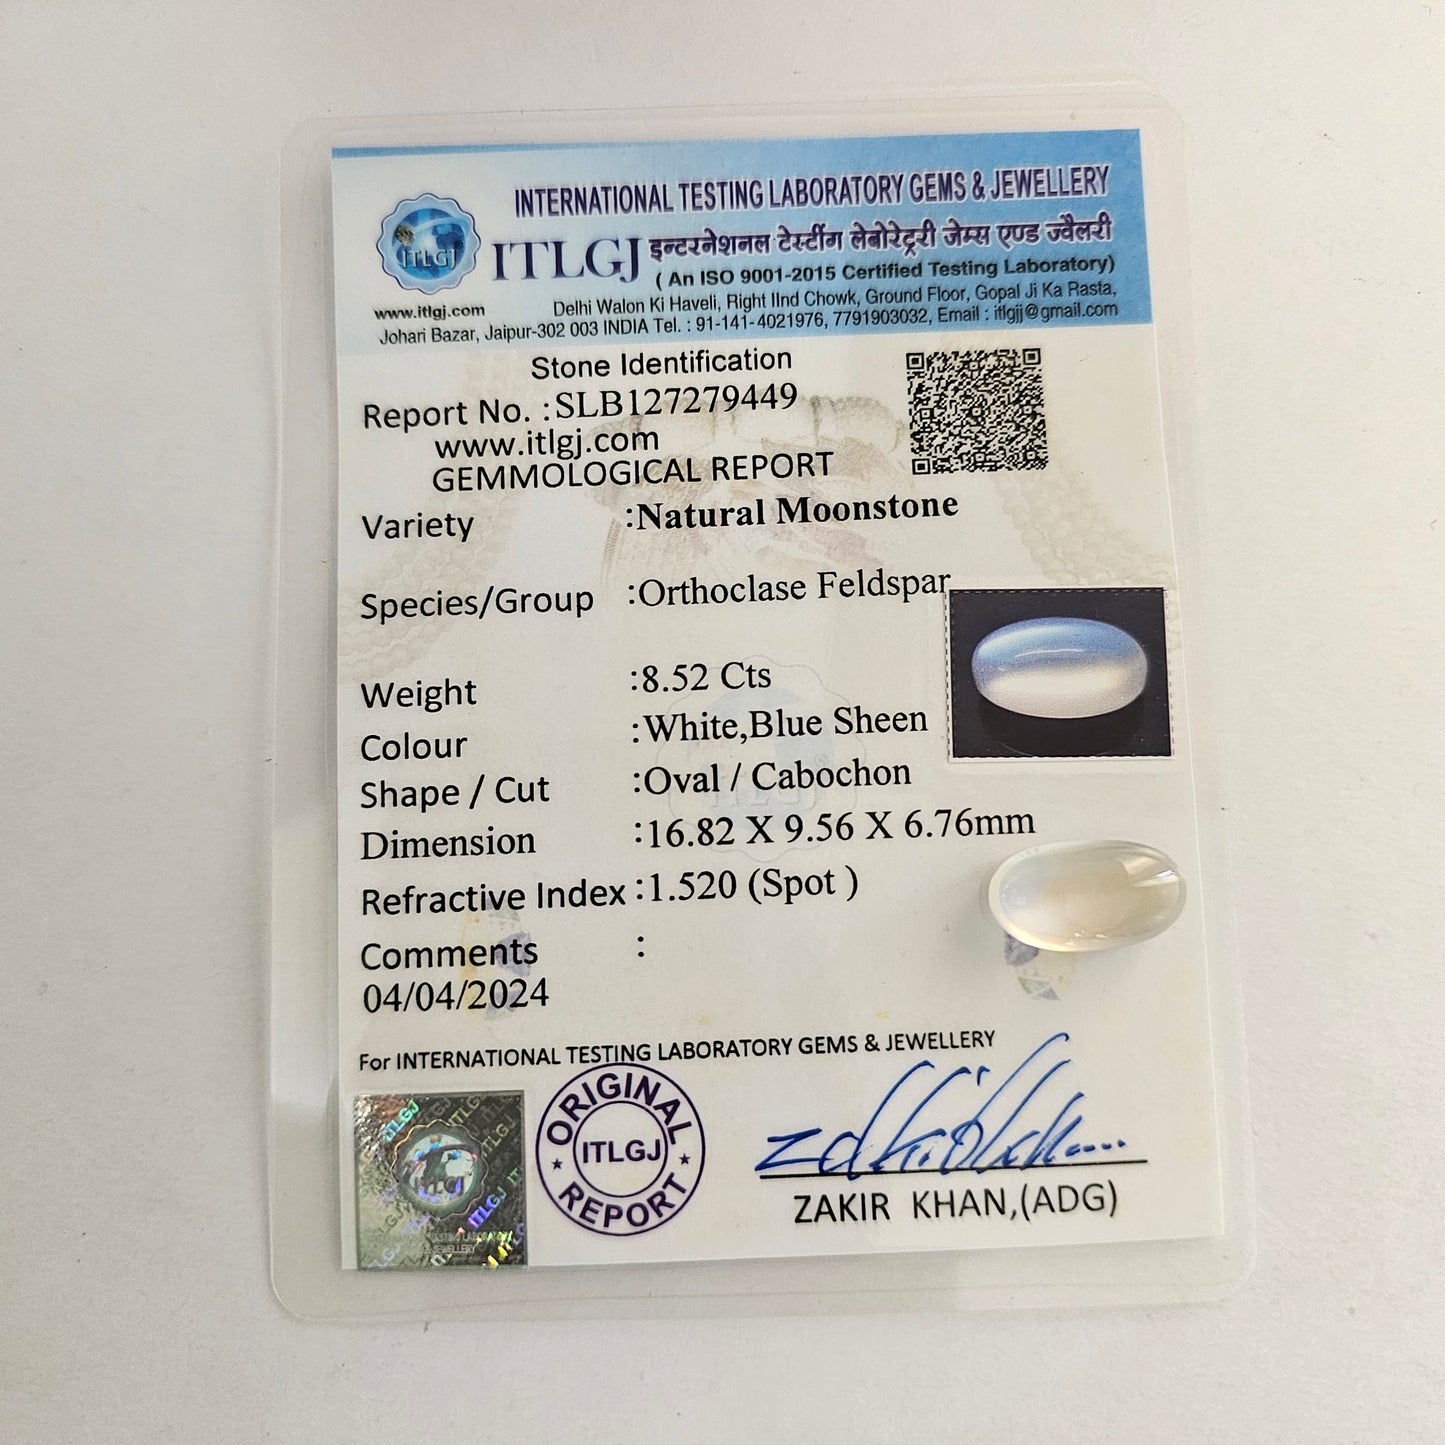 INTERNATIONAL TESTING LABORATORY GEMS & JEWELLERY
ITLGJ
ITLGJ इन्टरनेशनल टेस्टींग लेबोरेट्ररी जेम्स एण्ड ज्वैलरी
( An ISO 9001-2015 Certified Testing Laboratory)
www.itlgj.com Delhi Walon Ki Haveli, Right IInd Chowk, Ground Floor, Gopal Ji Ka Rasta,
Johari Bazar, Jaipur-302 003 INDIA Tel. : 91-141-4021976, 7791903032, Email : itlgjj@gmail.com
Stone Identification
Report No. :SLB127279449
www.itlgj.com
GEMMOLOGICAL REPORT
Variety :Natural Moonstone
Species/Group :Orthoclase Feldspar
Weight :8.52 Cts
Colour :White,Blue Sheen
Shape / Cut :Oval / Cabochon
Dimension :16.82 X 9.56 X 6.76mm
Refractive Index :1.520 (Spot )
Comments :
04/04/2024
For INTERNATIONAL TESTING LABORATORY GEMS & JEWELLERY
ORIGINAL
ITLGJ
REPORT
ITLGJ
ZAKIR KHAN,(ADG)